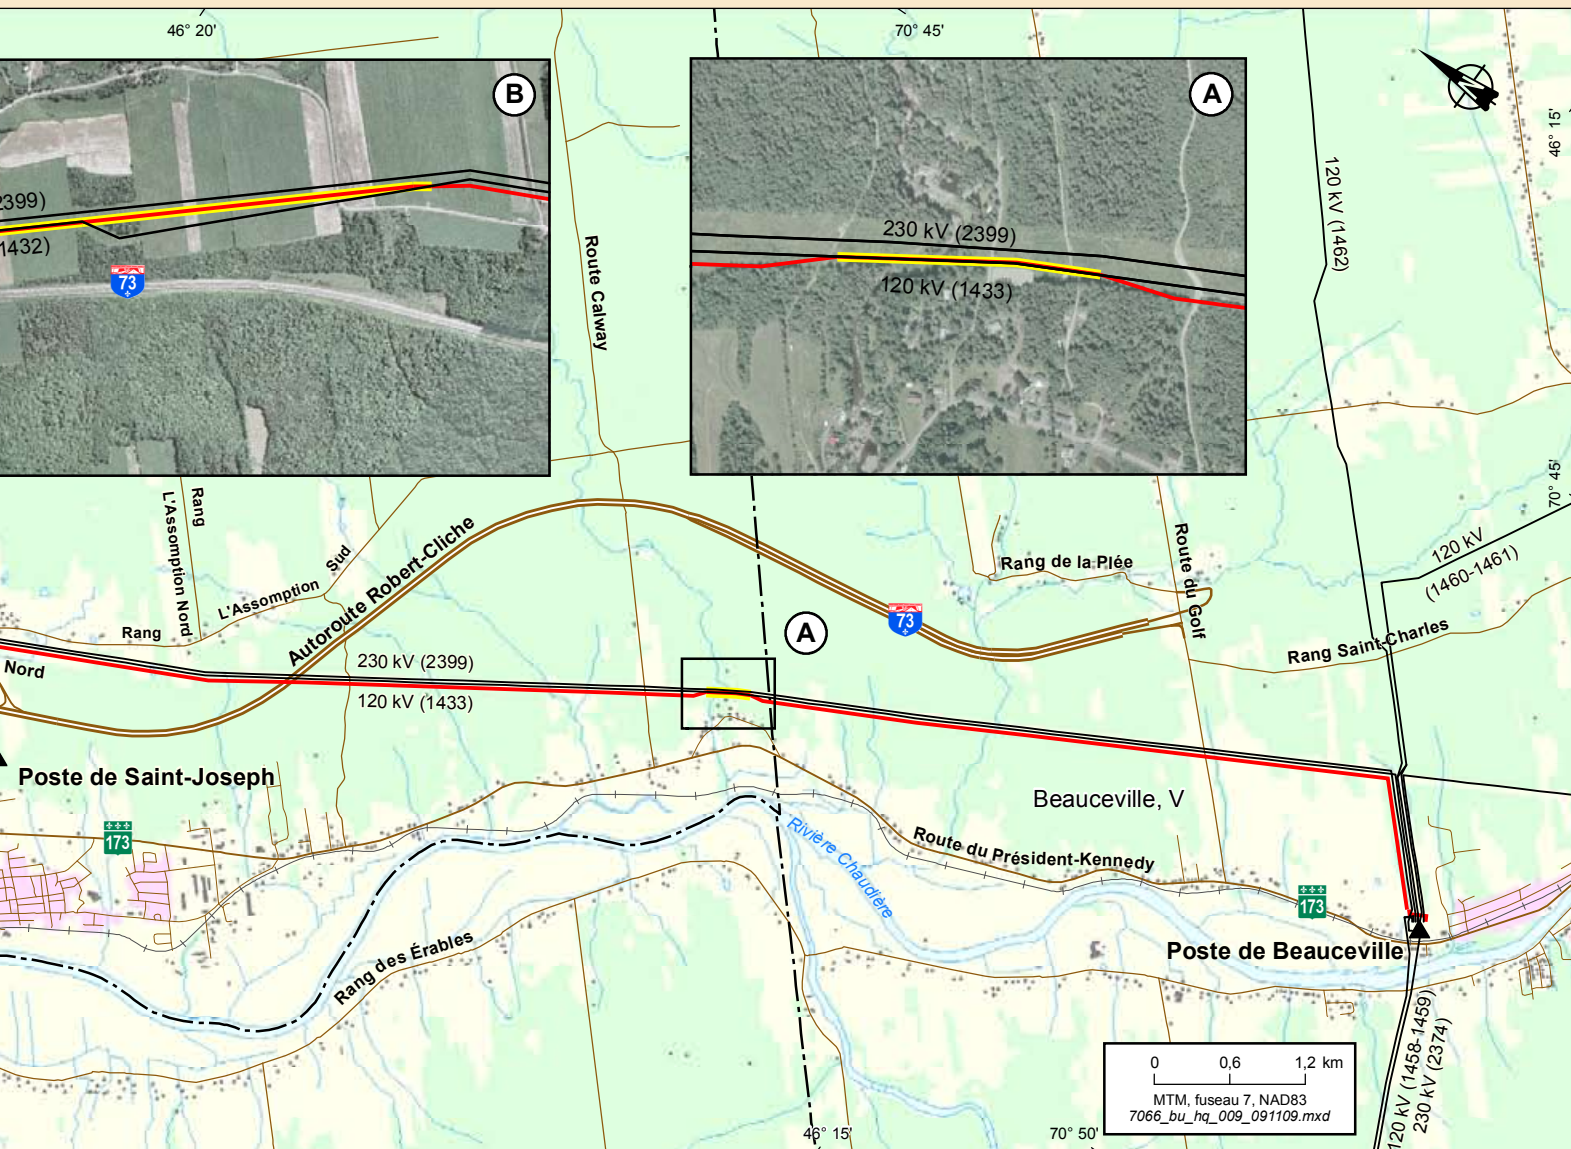 46° 20'
70° 45'
B
A
N
46° 15'
120 kV (1462)
2399)
1432)
73
230 kV (2399)
120 kV (1433)
Route Calway
70° 45'
Rang
L'Assomption Nord
Autoroute Robert-Cliche
Rang L'Assomption Sud
Nord
230 kV (2399)
120 kV (1433)
A
73
Rang de la Plée
Route du Golf
120 kV
(1460-1461)
Rang Saint-Charles
Poste de Saint-Joseph
173
Beauceville, V
Rivière Chaudière
Route du Président-Kennedy
173
Rang des Érables
Poste de Beauceville
120 kV (1458-1459)
230 kV (2374)
0 0,6 1,2 km
MTM, fuseau 7, NAD83
7066_bu_hq_009_091109.mxd
46° 15'
70° 50'